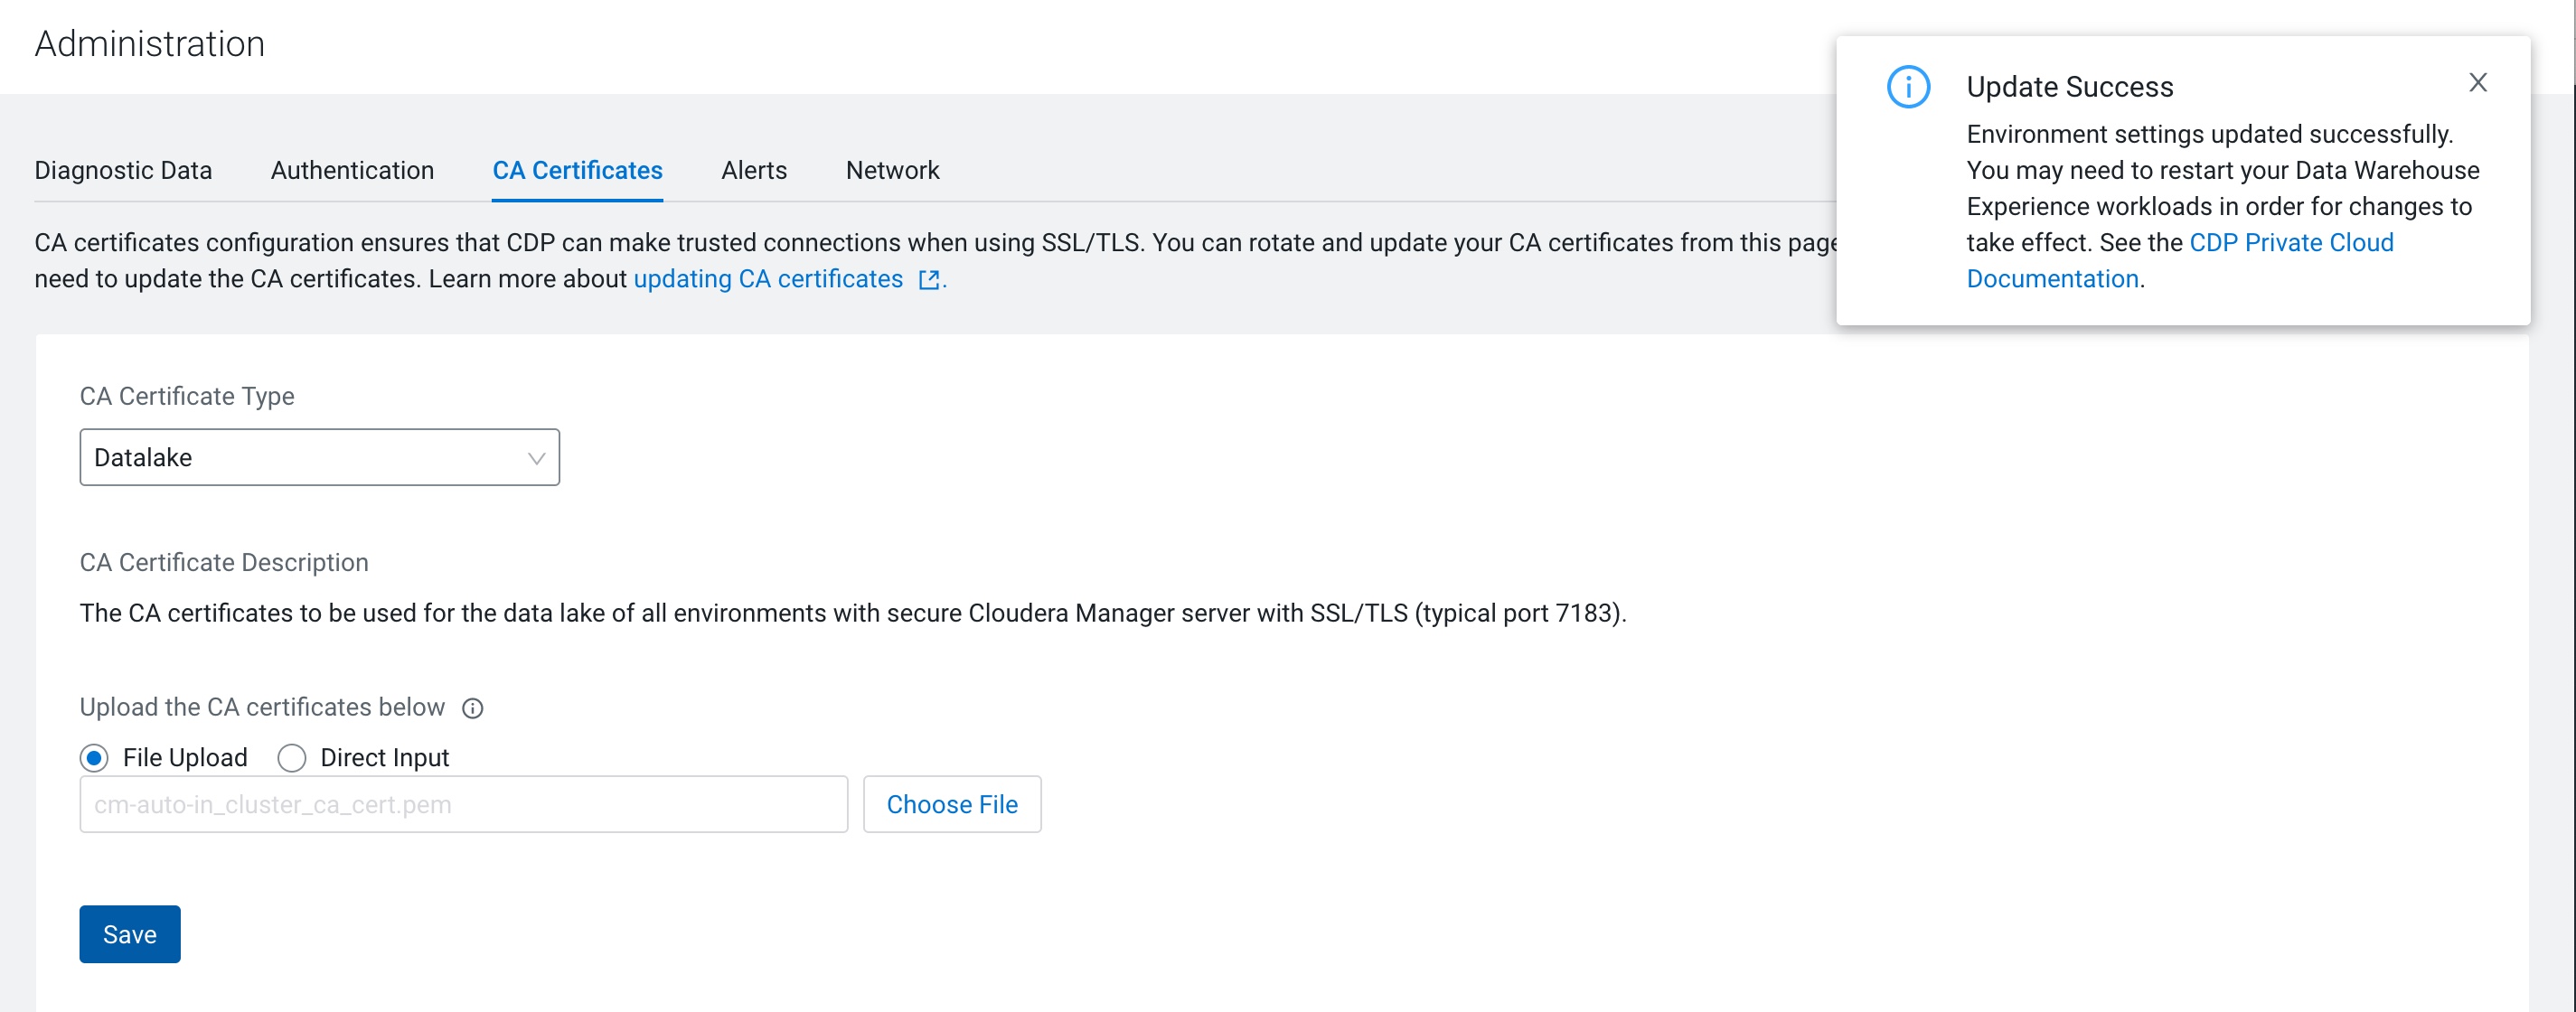 Administration
Update Success
Environment settings updated successfully.
You may need to restart your Data Warehouse
Experience workloads in order for changes to
take effect. See the CDP Private Cloud
Documentation.
Diagnostic Data Authentication CA Certificates Alerts Network
CA certificates configuration ensures that CDP can make trusted connections when using SSL/TLS. You can rotate and update your CA certificates from this page
need to update the CA certificates. Learn more about updating CA certificates .
CA Certificate Type
Datalake
CA Certificate Description
The CA certificates to be used for the data lake of all environments with secure Cloudera Manager server with SSL/TLS (typical port 7183).
Upload the CA certificates below
File Upload Direct Input
cm-auto-in_cluster_ca_cert.pem
Choose File
Save